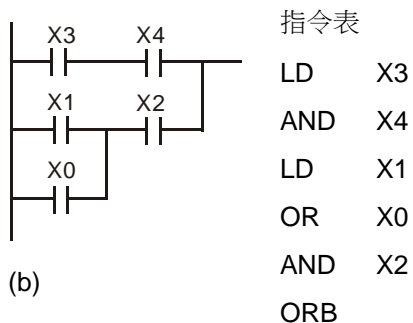 X3 X4
X1 X2
X0
(b)
指令表
LD X3
AND X4
LD X1
OR X0
AND X2
ORB